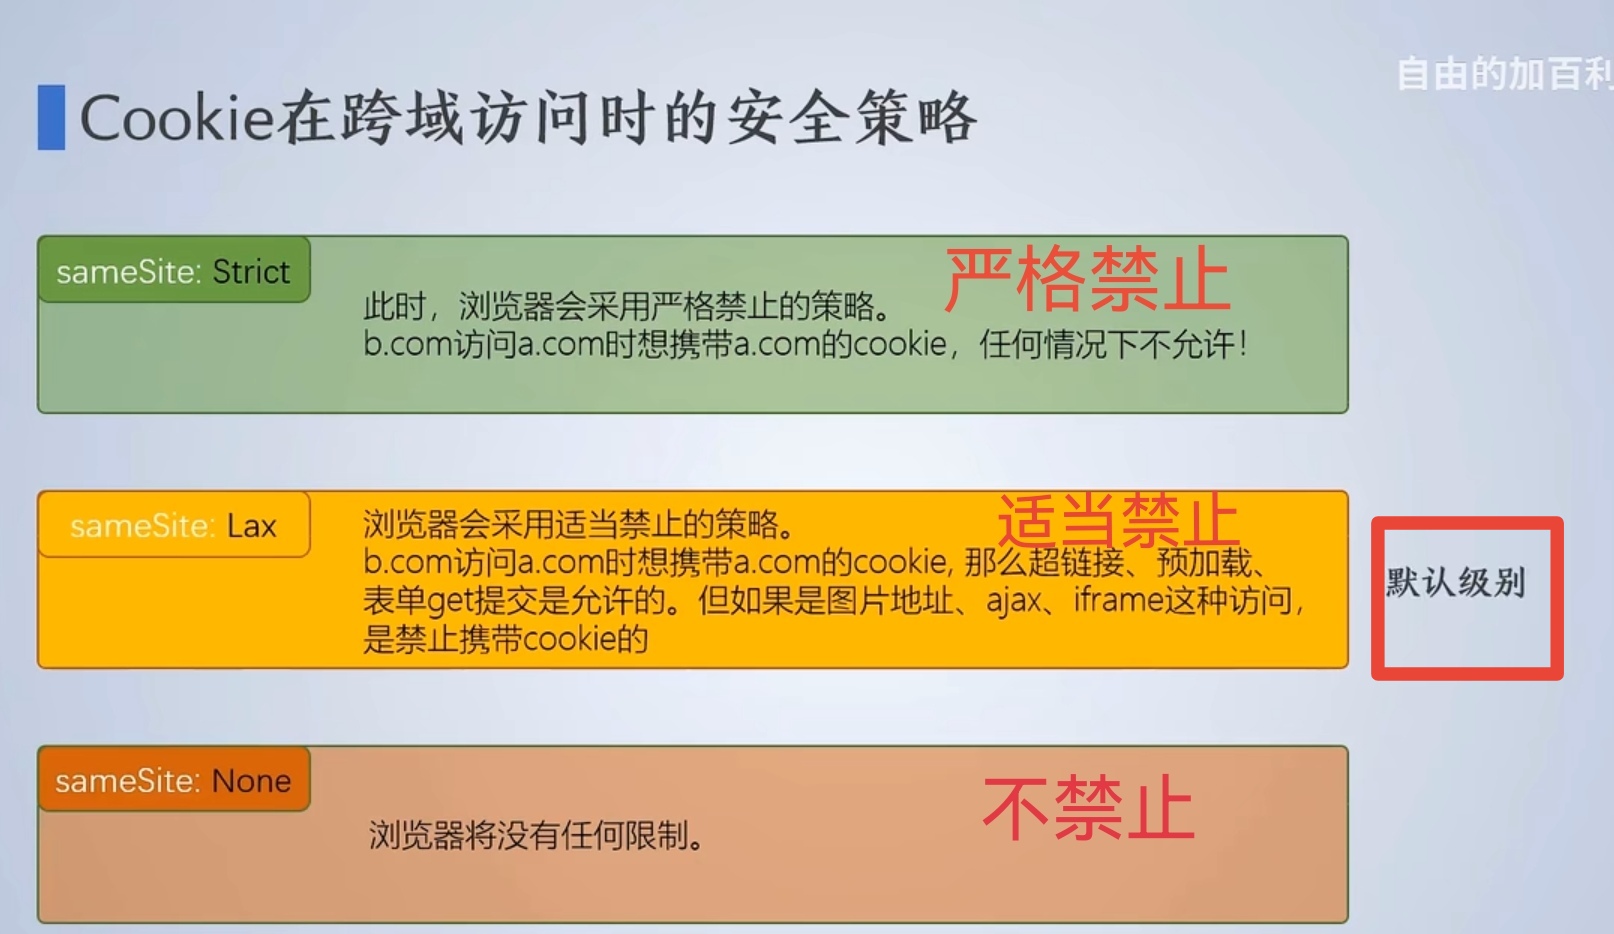 自由的加百利
Cookie在跨域访问时的安全策略
sameSite: Strict
严格禁止
此时，浏览器会采用严格禁止的策略。
b.com访问a.com时想携带a.com的cookie，任何情况下不允许！
sameSite: Lax
适当禁止
浏览器会采用适当禁止的策略。
b.com访问a.com时想携带a.com的cookie, 那么超链接、预加载、
表单get提交是允许的。但如果是图片地址、ajax、iframe这种访问，
是禁止携带cookie的
默认级别
sameSite: None
不禁止
浏览器将没有任何限制。